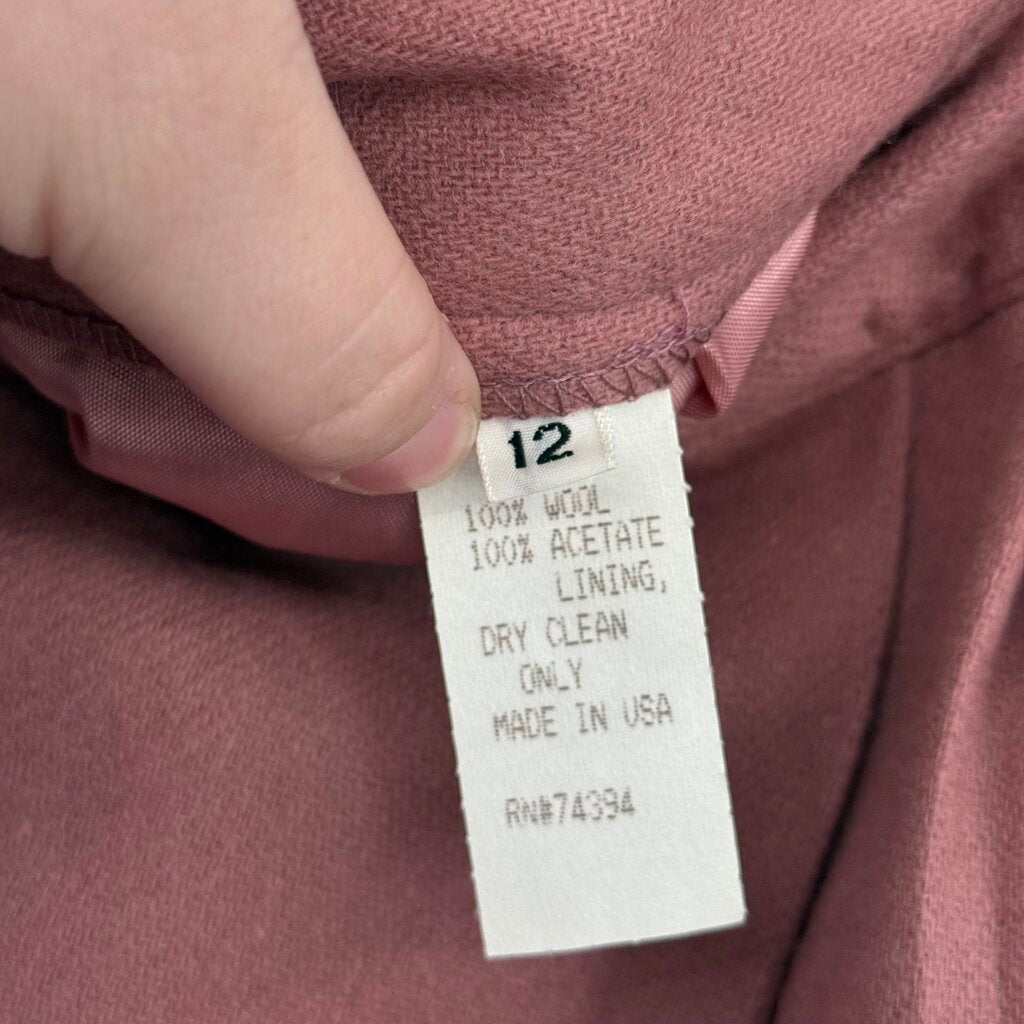 12
100% WOOL
100% ACETATE
LINING,
DRY CLEAN
ONLY
MADE IN USA
RN#74394